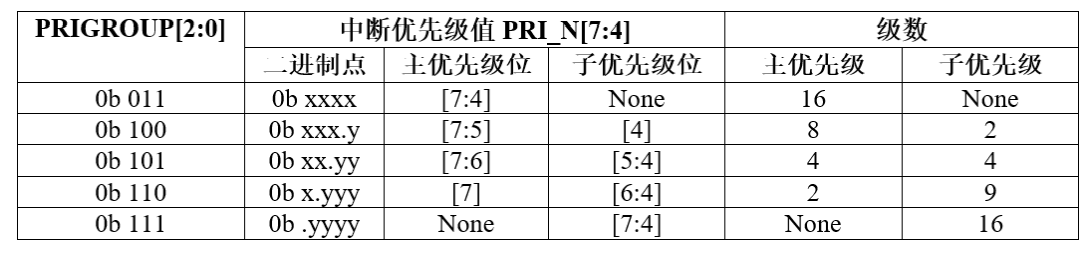 PRIGROUP[2:0] 中断优先级值 PRI_N[7:4] 级数
二进制点 主优先级位 子优先级位 主优先级 子优先级
0b 011 0b xxxx [7:4] None 16 None
0b 100 0b xxx.y [7:5] [4] 8 2
0b 101 0b xx.yy [7:6] [5:4] 4 4
0b 110 0b x.yyy [7] [6:4] 2 9
0b 111 0b .yyyy None [7:4] None 16